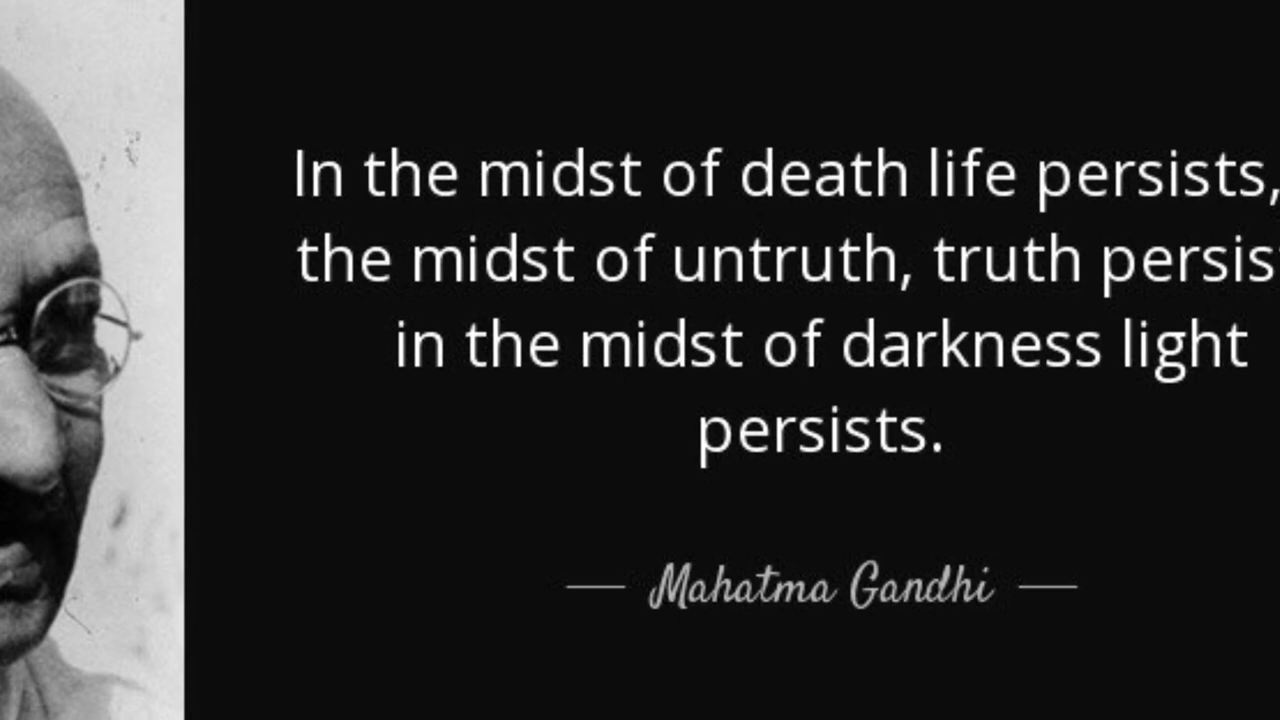 In the midst of death life persists,
the midst of untruth, truth persis
in the midst of darkness light
persists.
Mahatma Gandhi